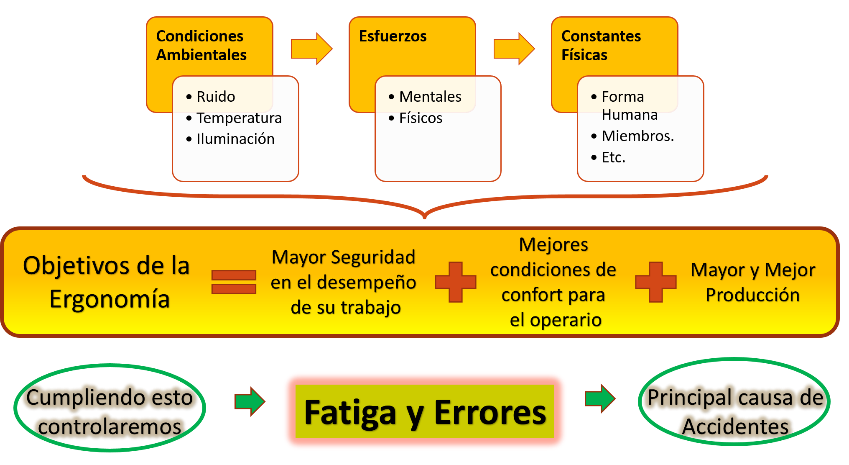 Condiciones
Ambientales
• Ruido
• Temperatura
• Iluminación
Esfuerzos
• Mentales
• Físicos
Constantes
Físicas
• Forma
Humana
• Miembros.
• Etc.
Objetivos de la
Ergonomía
=
Mayor Seguridad
en el desempeño
de su trabajo
+
Mejores
condiciones de
confort para
el operario
+
Mayor y Mejor
Producción
Cumpliendo esto
controlaremos
Fatiga y Errores
Principal causa de
Accidentes